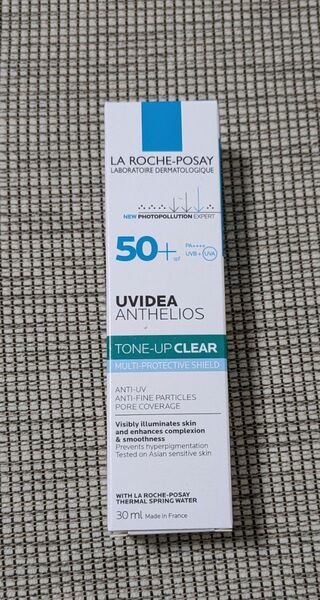 LA ROCHE-POSAY
LABORATOIRE DERMATOLOGIQUE
NEW PHOTOPOLLUTION EXPERT
50+ spf
PA++++
UVB + UVA
UVIDEA
ANTHELIOS
TONE-UP CLEAR
MULTI-PROTECTIVE SHIELD
ANTI-UV
ANTI-FINE PARTICLES
PORE COVERAGE
Visibly illuminates skin
and enhances complexion
& smoothness
Prevents hyperpigmentation
Tested on Asian sensitive skin
WITH LA ROCHE-POSAY
THERMAL SPRING WATER
30 ml Made in France